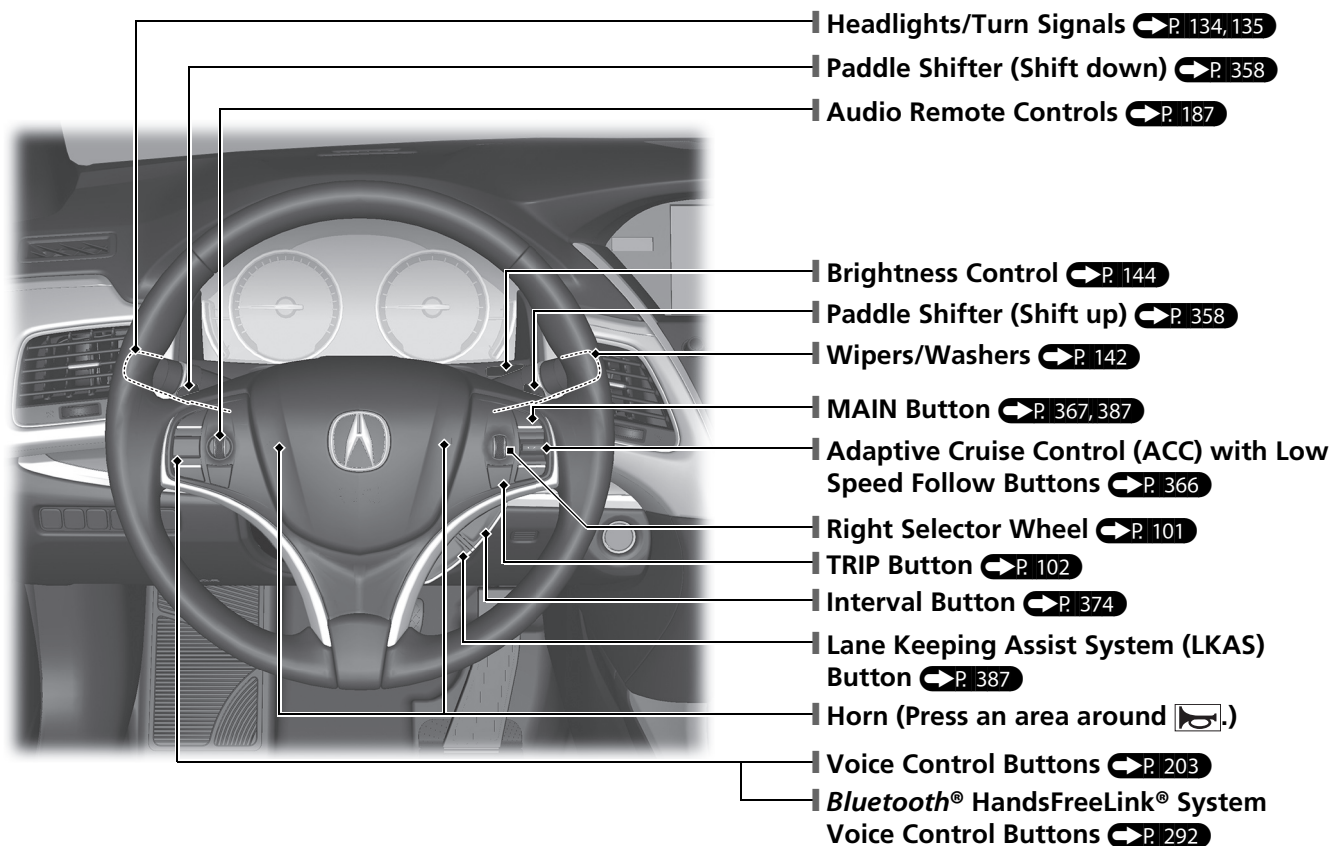 Headlights/Turn Signals P. 134, 135
Paddle Shifter (Shift down) P. 358
Audio Remote Controls P. 187
Brightness Control P. 144
Paddle Shifter (Shift up) P. 358
Wipers/Washers P. 142
MAIN Button P. 367, 387
Adaptive Cruise Control (ACC) with Low
Speed Follow Buttons P. 366
Right Selector Wheel P. 101
TRIP Button P. 102
Interval Button P. 374
Lane Keeping Assist System (LKAS)
Button P. 387
Horn (Press an area around .)
Voice Control Buttons P. 203
Bluetooth® HandsFreeLink® System
Voice Control Buttons P. 292